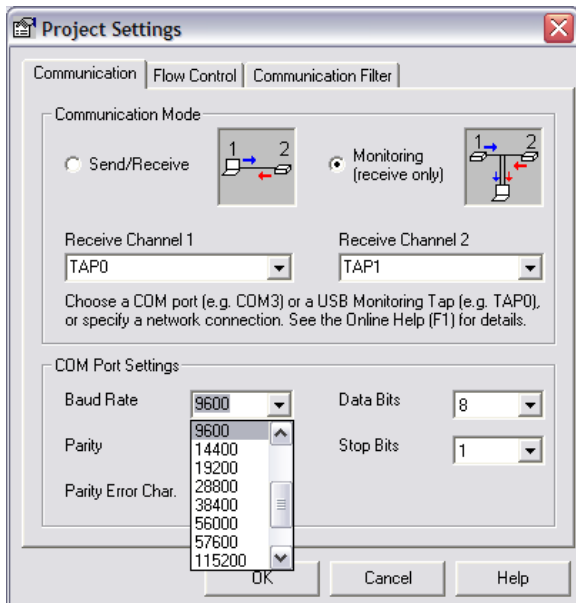 Project Settings
Communication
Flow Control
Communication Filter
Communication Mode
Send/Receive
1 2
Monitoring
(receive only)
1 2
Receive Channel 1
Receive Channel 2
TAP0
TAP1
Choose a COM port (e.g. COM3) or a USB Monitoring Tap (e.g. TAP0),
or specify a network connection. See the Online Help (F1) for details.
COM Port Settings
Baud Rate
9600
Data Bits
8
Parity
Stop Bits
1
Parity Error Char.
9600
14400
19200
28800
38400
56000
57600
115200
OK
Cancel
Help